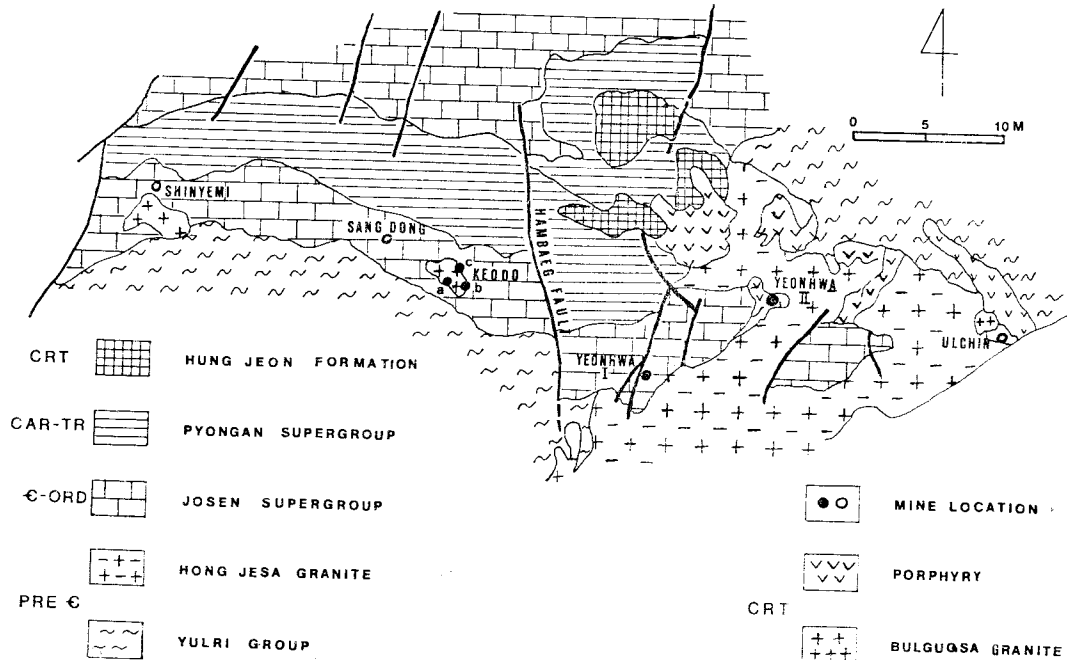 0 5 10 M
SHINYEMI
SANG DONG
KEODO
c
a b
HAMBAEG FAULT
YEONHWA
II
ULCHIN
YEONHWA
I
CRT HUNG JEON FORMATION
CAR-TR PYONGAN SUPERGROUP
Є-ORD JOSEN SUPERGROUP
HONG JESA GRANITE
PRE Є
YULRI GROUP
MINE LOCATION
PORPHYRY
CRT
BULGUOSA GRANITE